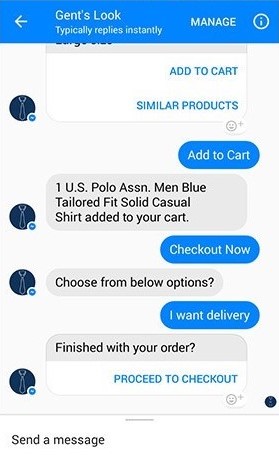 Gent's Look
Typically replies instantly
MANAGE
Large Size
ADD TO CART
SIMILAR PRODUCTS
Add to Cart
1 U.S. Polo Assn. Men Blue
Tailored Fit Solid Casual
Shirt added to your cart.
Checkout Now
Choose from below options?
I want delivery
Finished with your order?
PROCEED TO CHECKOUT
Send a message